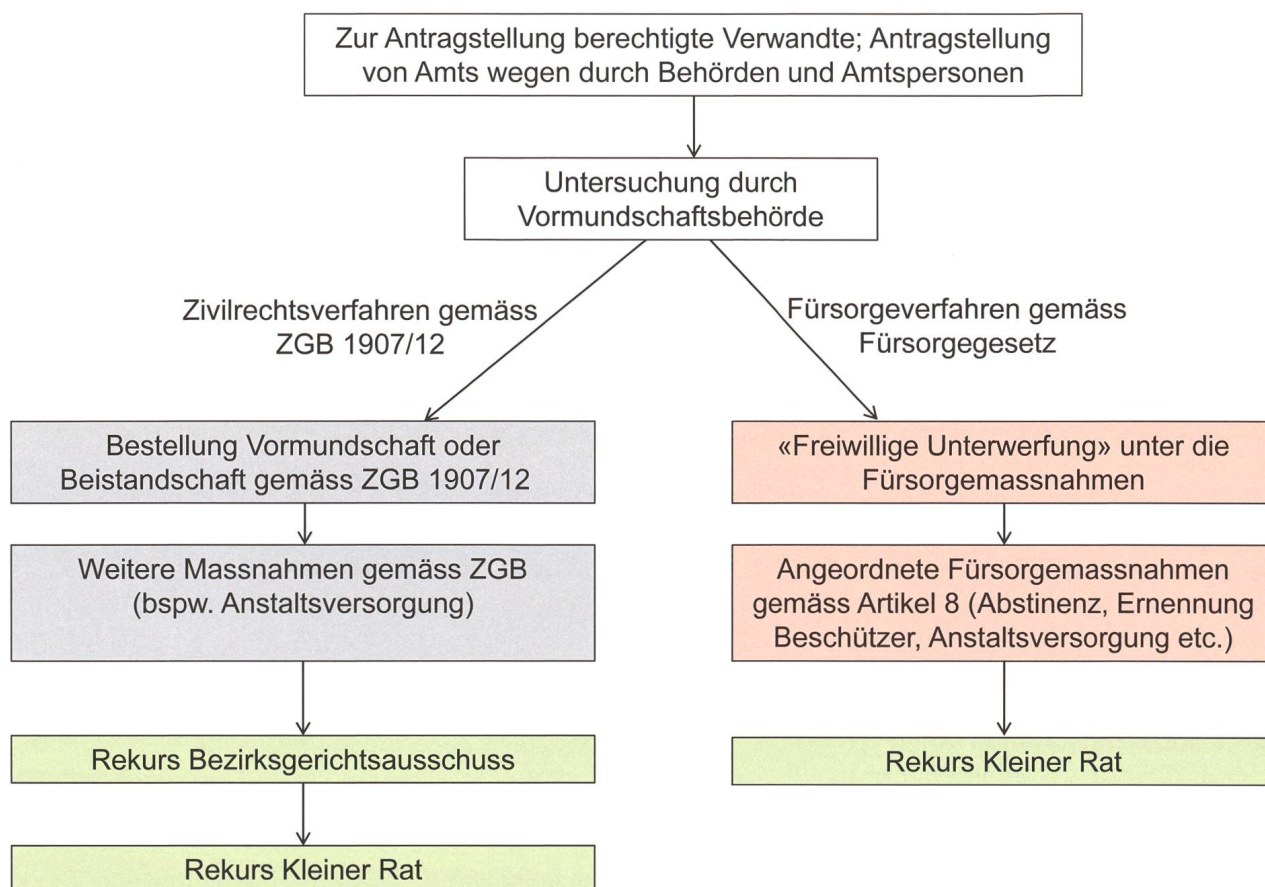 Zur Antragstellung berechtigte Verwandte; Antragstellung
von Amts wegen durch Behörden und Amtspersonen
Untersuchung durch
Vormundschaftsbehörde
Zivilrechtsverfahren gemäss
ZGB 1907/12
Fürsorgeverfahren gemäss
Fürsorgegesetz
Bestellung Vormundschaft oder
Beistandschaft gemäss ZGB 1907/12
Weitere Massnahmen gemäss ZGB
(bspw. Anstaltsversorgung)
Rekurs Bezirksgerichtsausschuss
Rekurs Kleiner Rat
«Freiwillige Unterwerfung» unter die
Fürsorgemassnahmen
Angeordnete Fürsorgemassnahmen
gemäss Artikel 8 (Abstinenz, Ernennung
Beschützer, Anstaltsversorgung etc.)
Rekurs Kleiner Rat